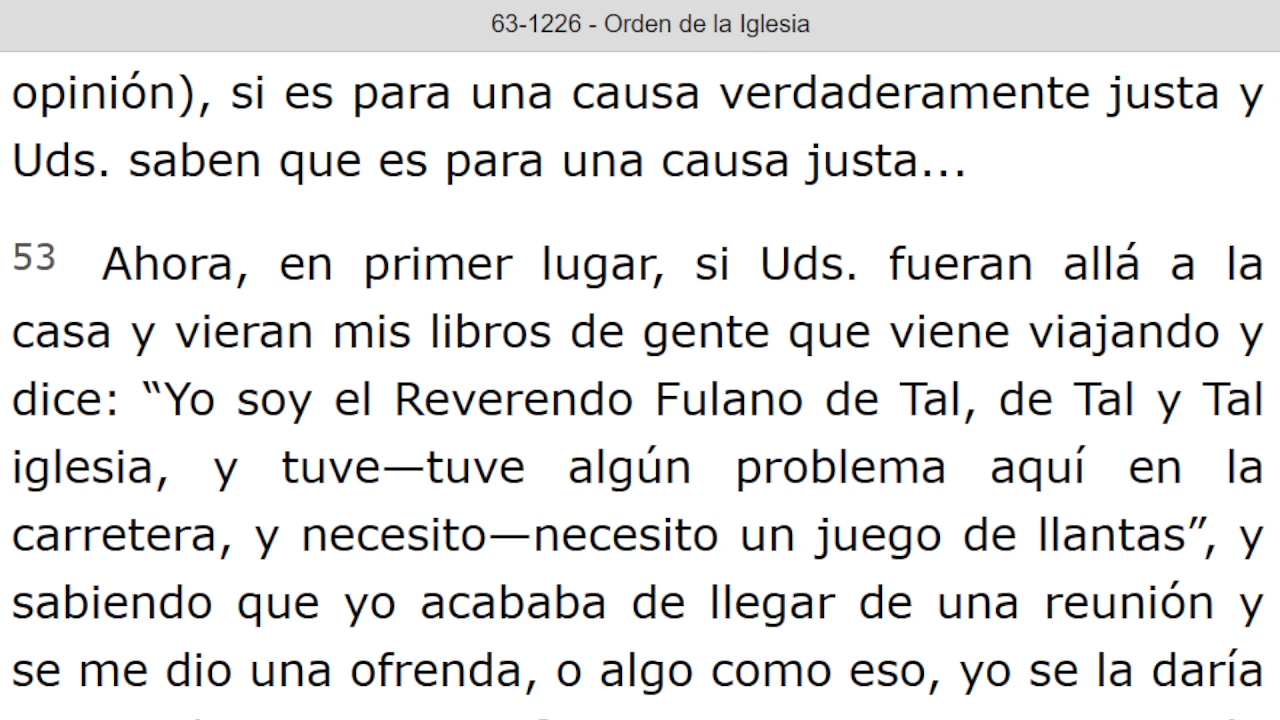 63-1226 - Orden de la Iglesia
opinión), si es para una causa verdaderamente justa y
Uds. saben que es para una causa justa…
53 Ahora, en primer lugar, si Uds. fueran allá a la
casa y vieran mis libros de gente que viene viajando y
dice: “Yo soy el Reverendo Fulano de Tal, de Tal y Tal
iglesia, y tuve—tuve algún problema aquí en la
carretera, y necesito—necesito un juego de llantas”, y
sabiendo que yo acababa de llegar de una reunión y
se me dio una ofrenda, o algo como eso, yo se la daría